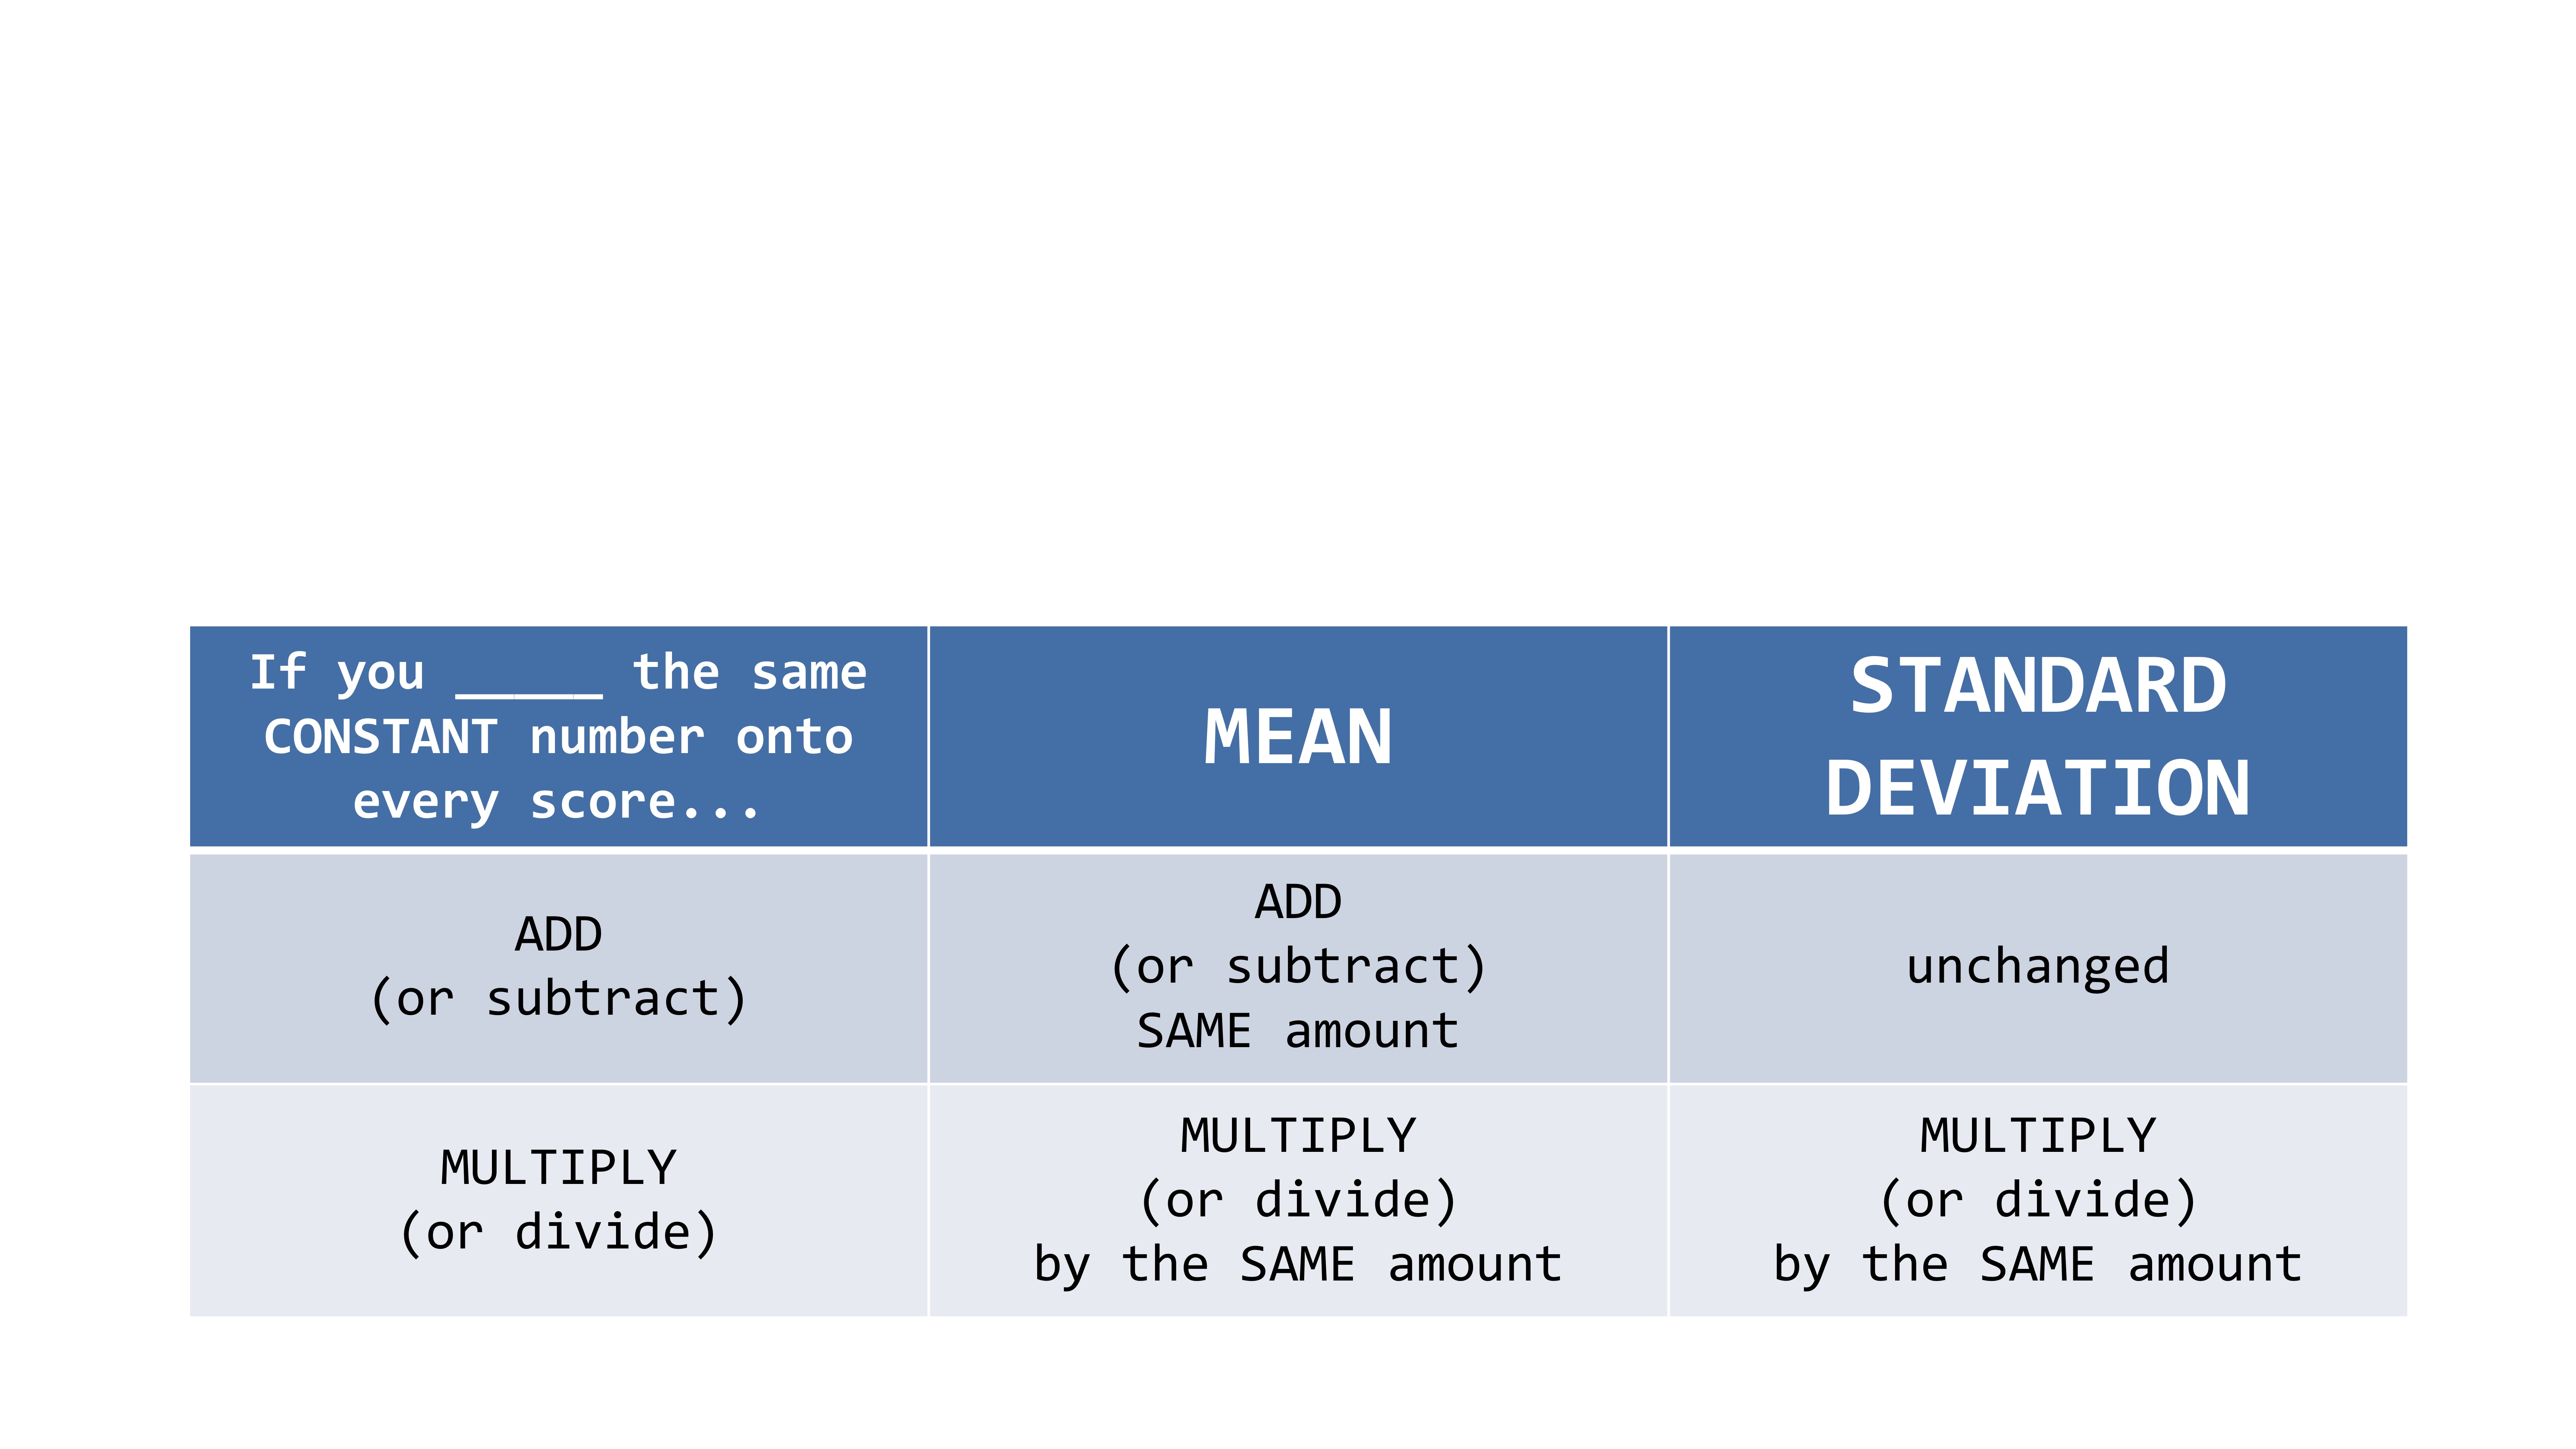 If you _____ the same
CONSTANT number onto
every score...
MEAN
STANDARD
DEVIATION
ADD
(or subtract)
ADD
(or subtract)
SAME amount
unchanged
MULTIPLY
(or divide)
MULTIPLY
(or divide)
by the SAME amount
MULTIPLY
(or divide)
by the SAME amount